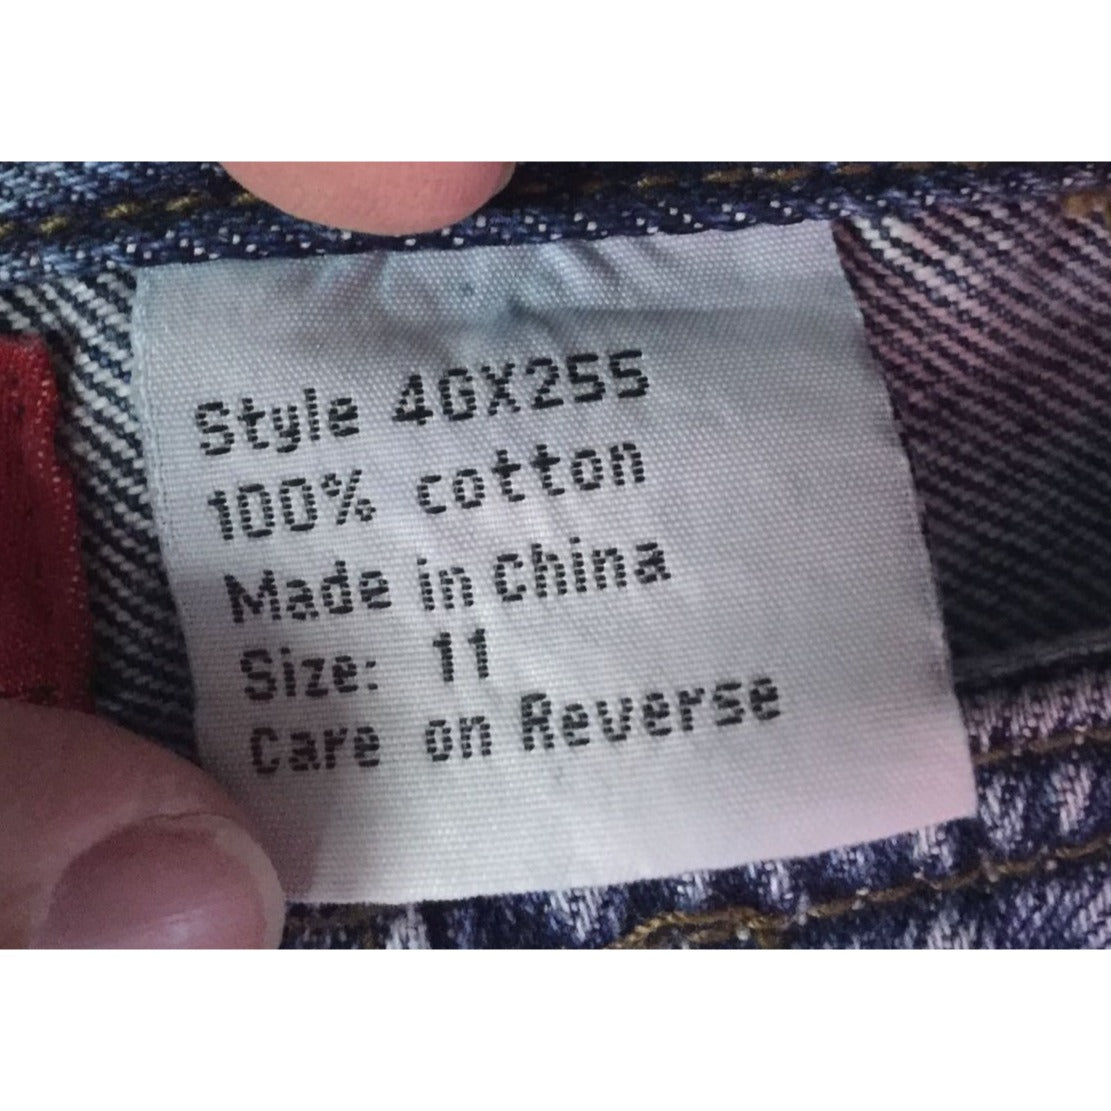 Style 4GX255
100% cotton
Made in China
Size: 11
Care on Reverse